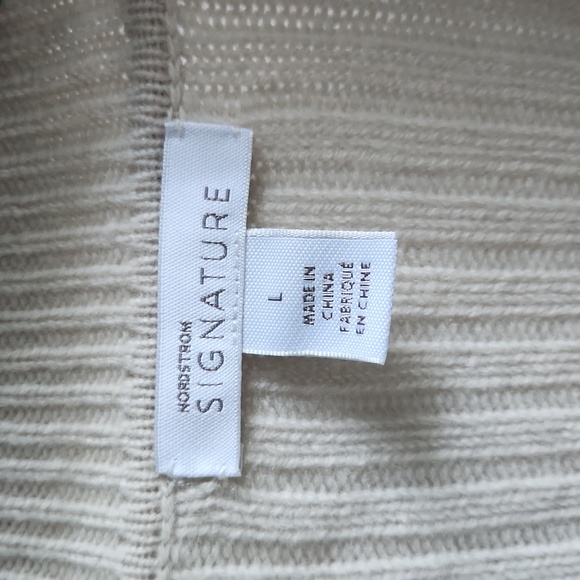 NORDSTROM
SIGNATURE
L
MADE IN
CHINA
FABRIQUÉ
EN CHINE